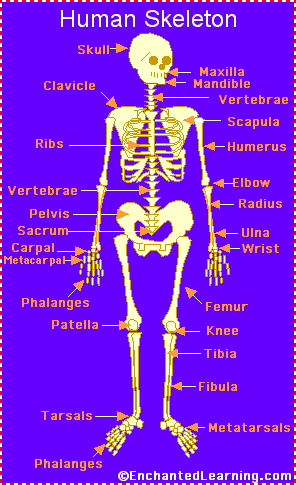 Human Skeleton
Skull
Maxilla
Mandible
Clavicle
Vertebrae
Scapula
Ribs
Humerus
Vertebrae
Elbow
Radius
Pelvis
Sacrum
Ulna
Carpal
Wrist
Metacarpal
Phalanges
Femur
Patella
Knee
Tibia
Fibula
Tarsals
Metatarsals
Phalanges
©EnchantedLearning.com